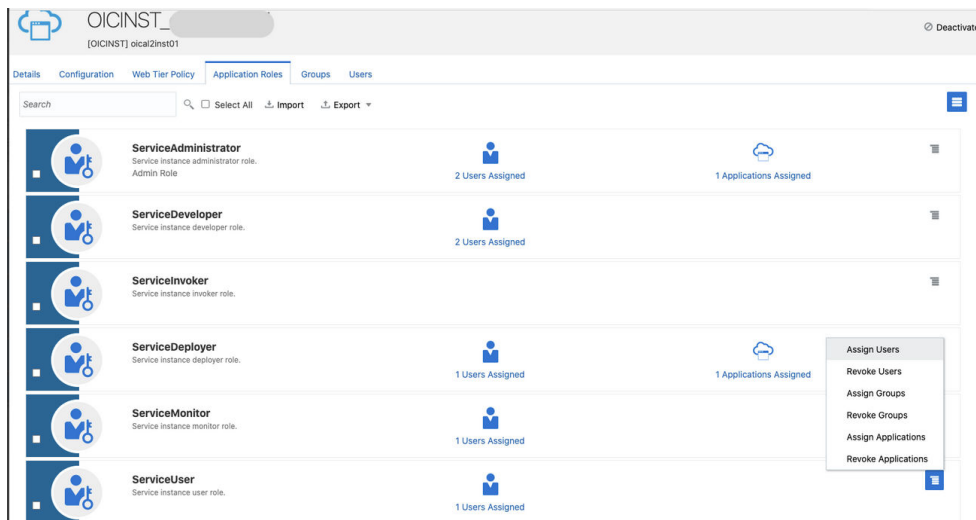 OICINST_
[OICINST] oical2inst01
Deactivate
Details Configuration Web Tier Policy Application Roles Groups Users
Search Select All Import Export
ServiceAdministrator
Service instance administrator role.
Admin Role
2 Users Assigned
1 Applications Assigned
ServiceDeveloper
Service instance developer role.
2 Users Assigned
ServiceInvoker
Service instance invoker role.
ServiceDeployer
Service instance deployer role.
1 Users Assigned
1 Applications Assigned
Assign Users
Revoke Users
Assign Groups
Revoke Groups
Assign Applications
Revoke Applications
ServiceMonitor
Service instance monitor role.
1 Users Assigned
ServiceUser
Service instance user role.
1 Users Assigned